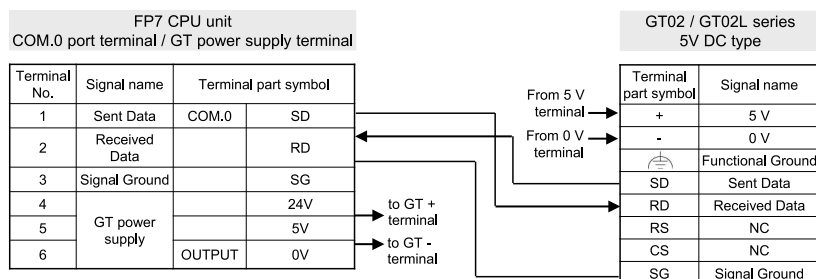 FP7 CPU unit
COM.0 port terminal / GT power supply terminal
Terminal No. Signal name Terminal part symbol
1 Sent Data COM.0 SD
2 Received Data RD
3 Signal Ground SG
4 GT power supply 24V
5 5V
6 OUTPUT 0V
to GT +
terminal
to GT -
terminal
From 5 V
terminal
From 0 V
terminal
GT02 / GT02L series
5V DC type
Terminal part symbol Signal name
+ 5 V
- 0 V
Functional Ground
SD Sent Data
RD Received Data
RS NC
CS NC
SG Signal Ground